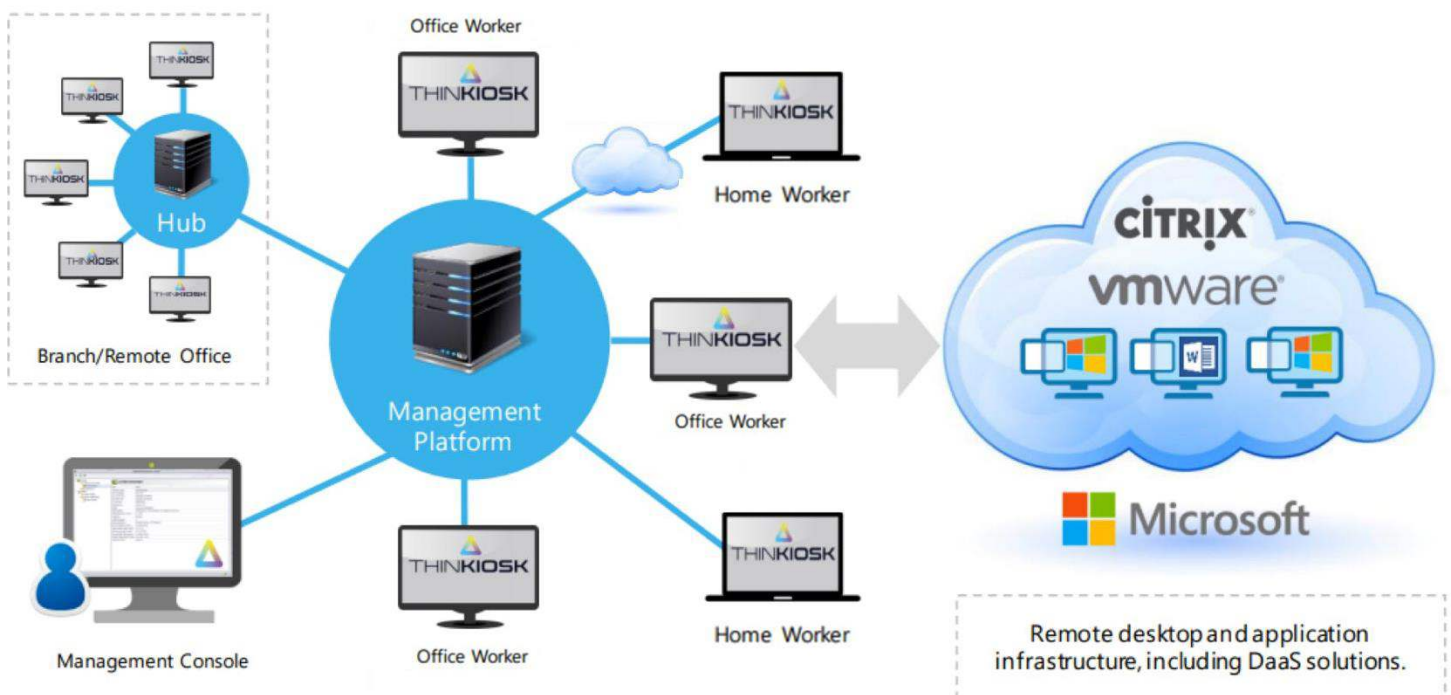 Office Worker
THINKIOSK
THINKIOSK
THINKIOSK
THINKIOSK
THINKIOSK
Hub
THINKIOSK
THINKIOSK
Home Worker
THINKIOSK
Branch/Remote Office
Management
Platform
THINKIOSK
Office Worker
CITRIX®
vmware®
W
Microsoft
Management Console
THINKIOSK
Office Worker
THINKIOSK
Home Worker
Remote desktop and application
infrastructure, including DaaS solutions.